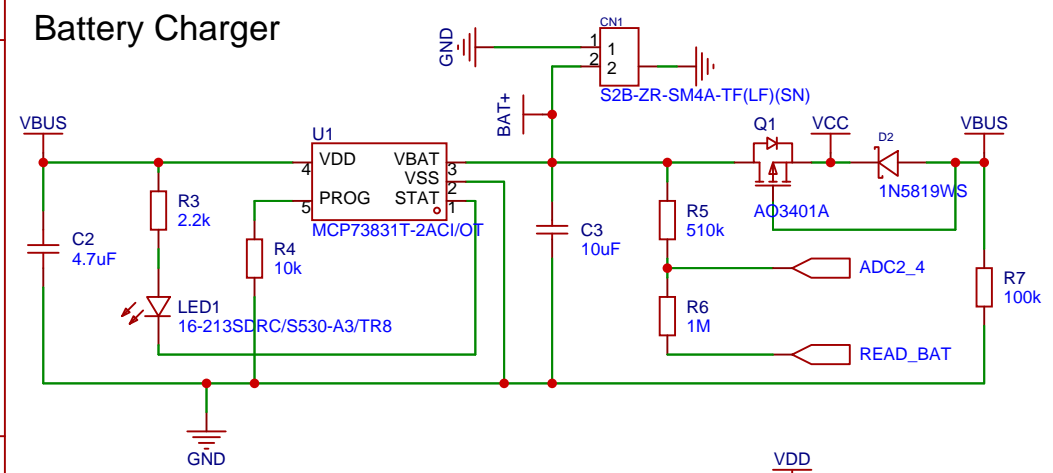 Battery Charger
CN1
GND
1
1
2
2
S2B-ZR-SM4A-TF(LF)(SN)
BAT+
VBUS
U1
Q1
VCC
D2
VBUS
VDD
VBAT
4
3
VSS
2
PROG
STAT
5
1
MCP73831T-2ACI/OT
1N5819WS
AO3401A
R3
2.2k
R4
10k
C2
4.7uF
C3
10uF
R5
510k
ADC2_4
R7
100k
LED1
16-213SDRC/S530-A3/TR8
R6
1M
READ_BAT
GND
VDD